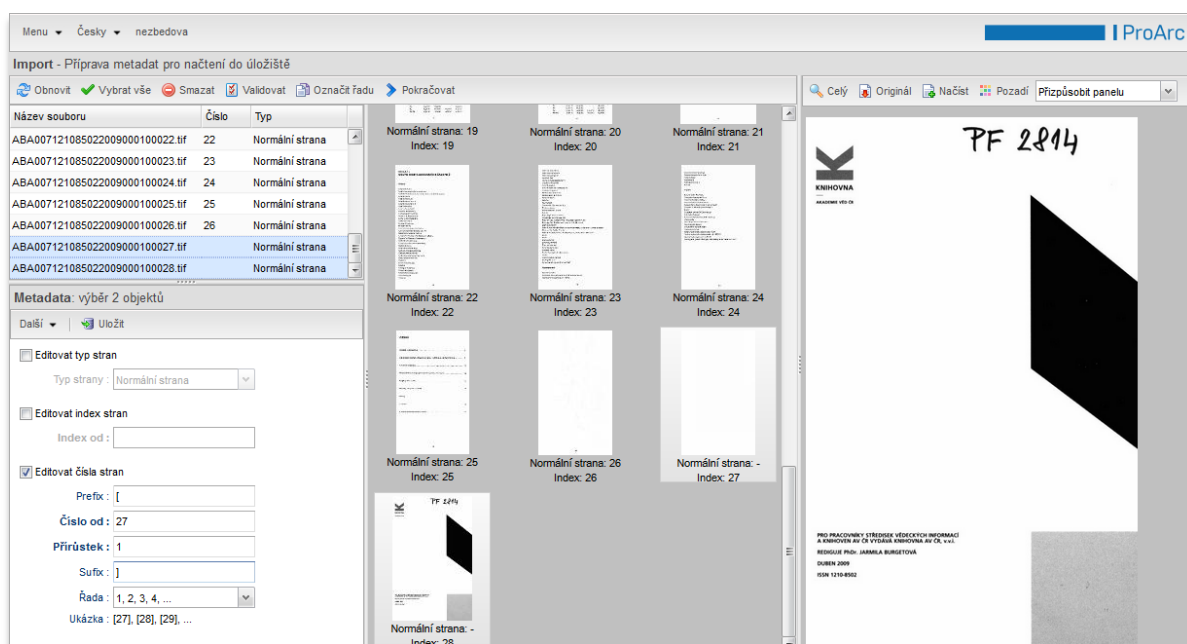 Menu Česky nezbedova
ProArc
Import - Příprava metadat pro načtení do úložiště
Obnovit Vybrat vše Smazat Validovat Označit řadu Pokračovat
Název souboru Číslo Typ
ABA007121085022009000100022.tif 22 Normální strana
ABA007121085022009000100023.tif 23 Normální strana
ABA007121085022009000100024.tif 24 Normální strana
ABA007121085022009000100025.tif 25 Normální strana
ABA007121085022009000100026.tif 26 Normální strana
ABA007121085022009000100027.tif Normální strana
ABA007121085022009000100028.tif Normální strana
Metadata: výběr 2 objektů
Další Uložit
Editovat typ stran
Typ strany : Normální strana
Editovat index stran
Index od :
Editovat čísla stran
Prefix : [
Číslo od : 27
Přírůstek : 1
Sufix : ]
Řada : 1, 2, 3, 4, ...
Ukázka : [27], [28], [29], ...
Normální strana: 19 Normální strana: 20 Normální strana: 21
Index: 19 Index: 20 Index: 21
Normální strana: 22 Normální strana: 23 Normální strana: 24
Index: 22 Index: 23 Index: 24
Normální strana: 25 Normální strana: 26 Normální strana: -
Index: 25 Index: 26 Index: 27
PF 2814
Normální strana: -
Index: 28
Celý Originál Načíst Pozadí Přizpůsobit panelu
PF 2814
KNIHOVNA
AKADEMIE VĚD ČR
PRO PRACOVNÍKY STŘEDISEK VĚDECKÝCH INFORMACÍ
A KNIHOVEN AV ČR VYDÁVÁ KNIHOVNA AV ČR, v.v.i.
REDIGUJE PhDr. JARMILA BURGETOVÁ
DUBEN 2009
ISSN 1210-8502